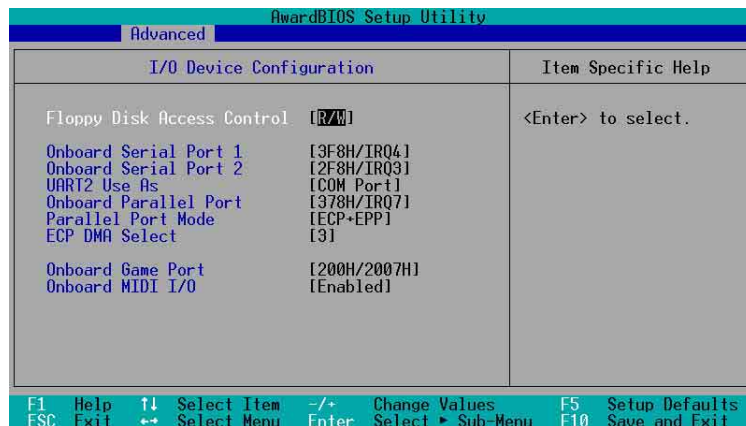 AwardBIOS Setup Utility
Advanced
I/O Device Configuration
Item Specific Help
Floppy Disk Access Control [R/W]
<Enter> to select.
Onboard Serial Port 1 [3F8H/IRQ4]
Onboard Serial Port 2 [2F8H/IRQ3]
UART2 Use As [COM Port]
Onboard Parallel Port [378H/IRQ7]
Parallel Port Mode [ECP+EPP]
ECP DMA Select [3]
Onboard Game Port [200H/2007H]
Onboard MIDI I/O [Enabled]
F1 Help ↑↓ Select Item -/+ Change Values F5 Setup Defaults
ESC Exit ←→ Select Menu Enter Select ► Sub-Menu F10 Save and Exit